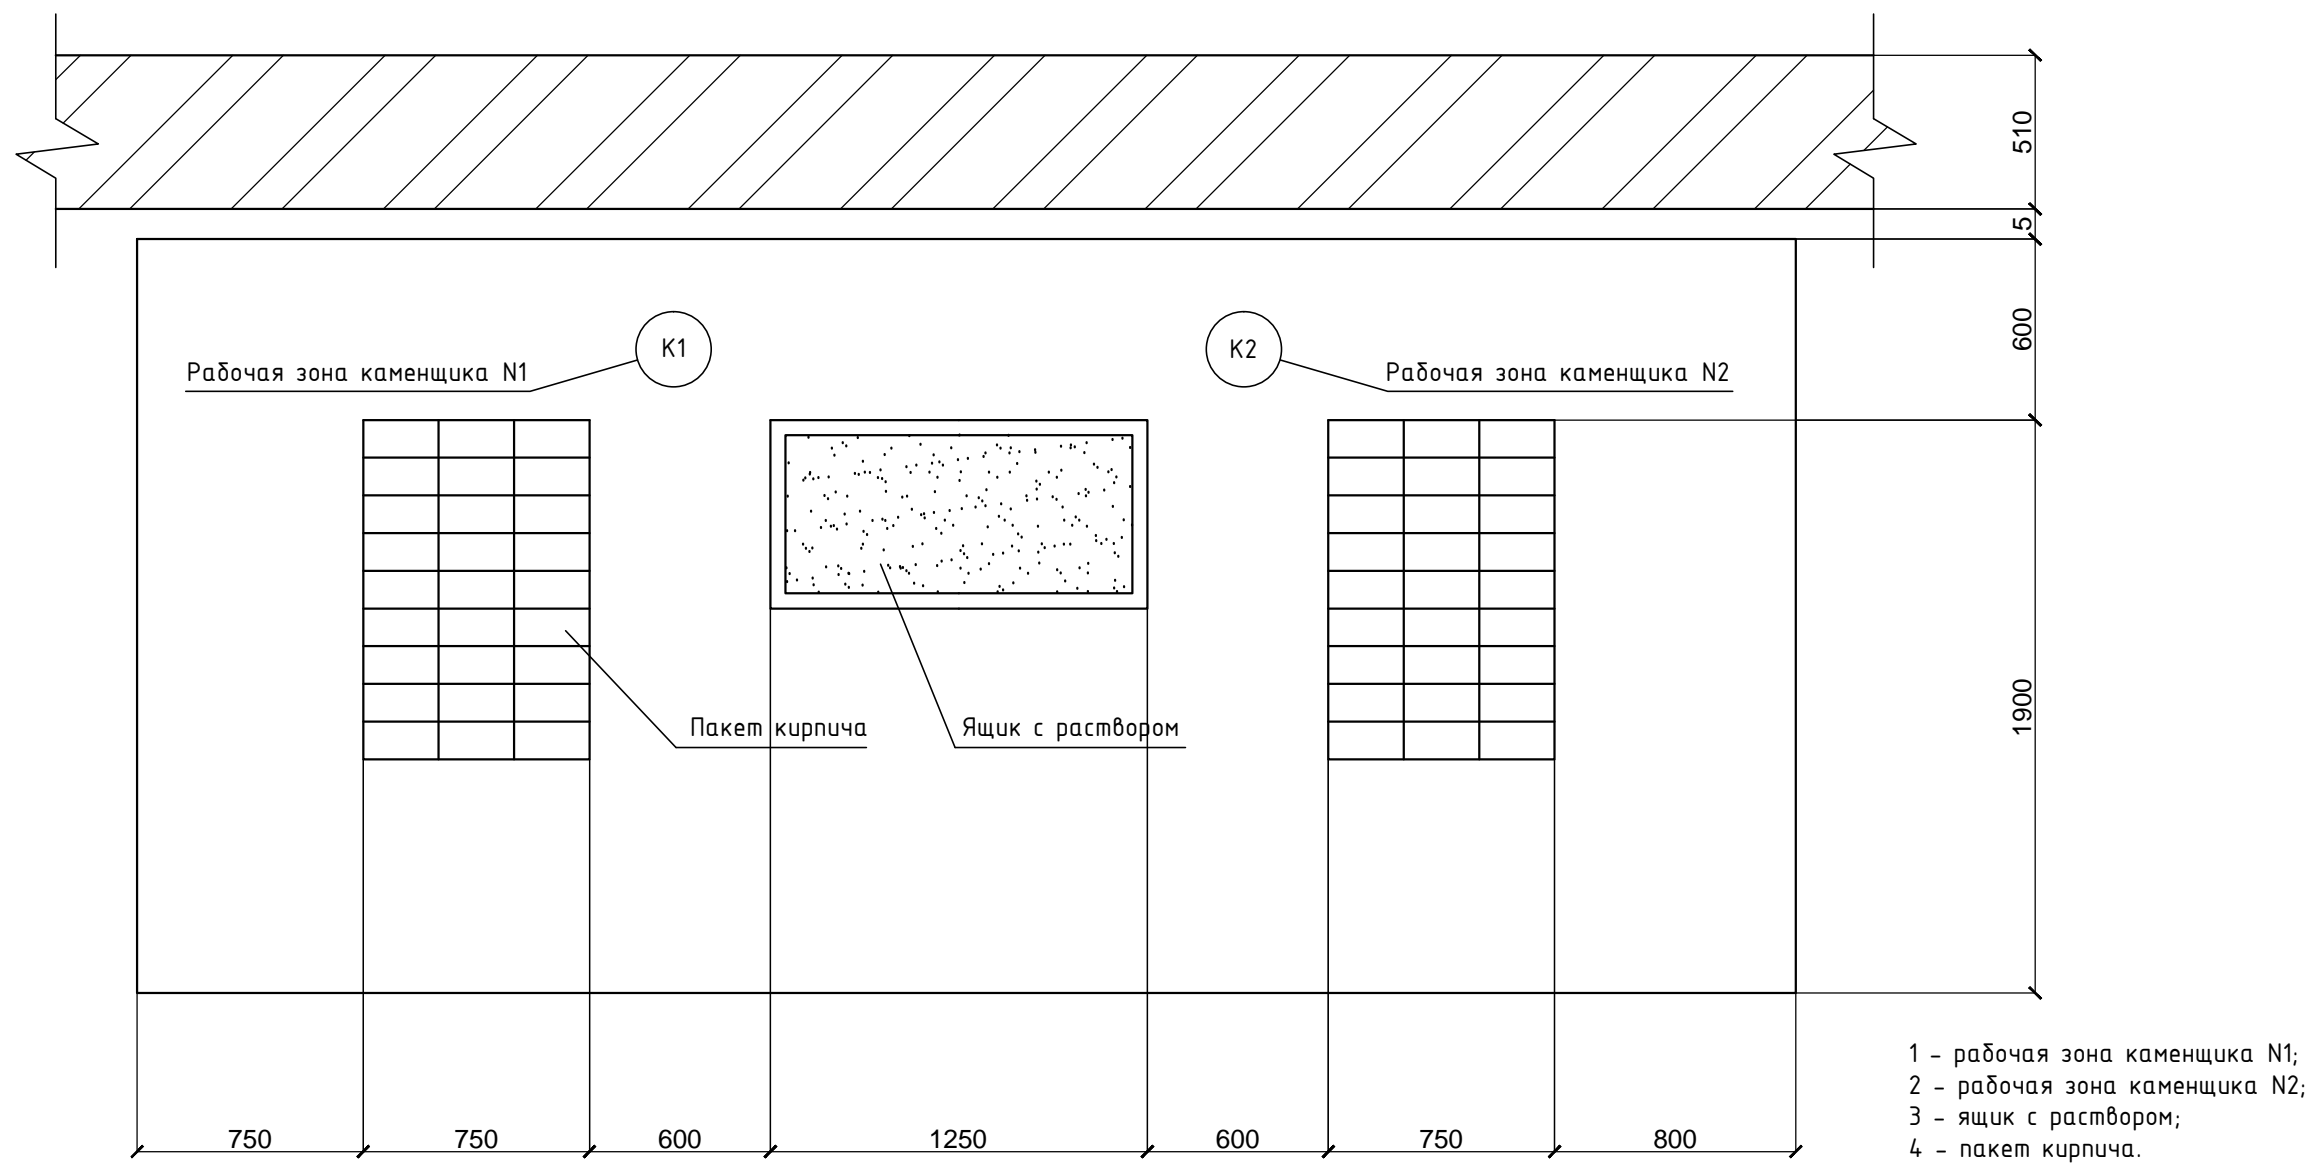 510
5
600
К1
К2
Рабочая зона каменщика N1
Рабочая зона каменщика N2
1900
Пакет кирпича
Ящик с раствором
1 - рабочая зона каменщика N1;
2 - рабочая зона каменщика N2;
3 - ящик с раствором;
4 - пакет кирпича.
750 750 600 1250 600 750 800